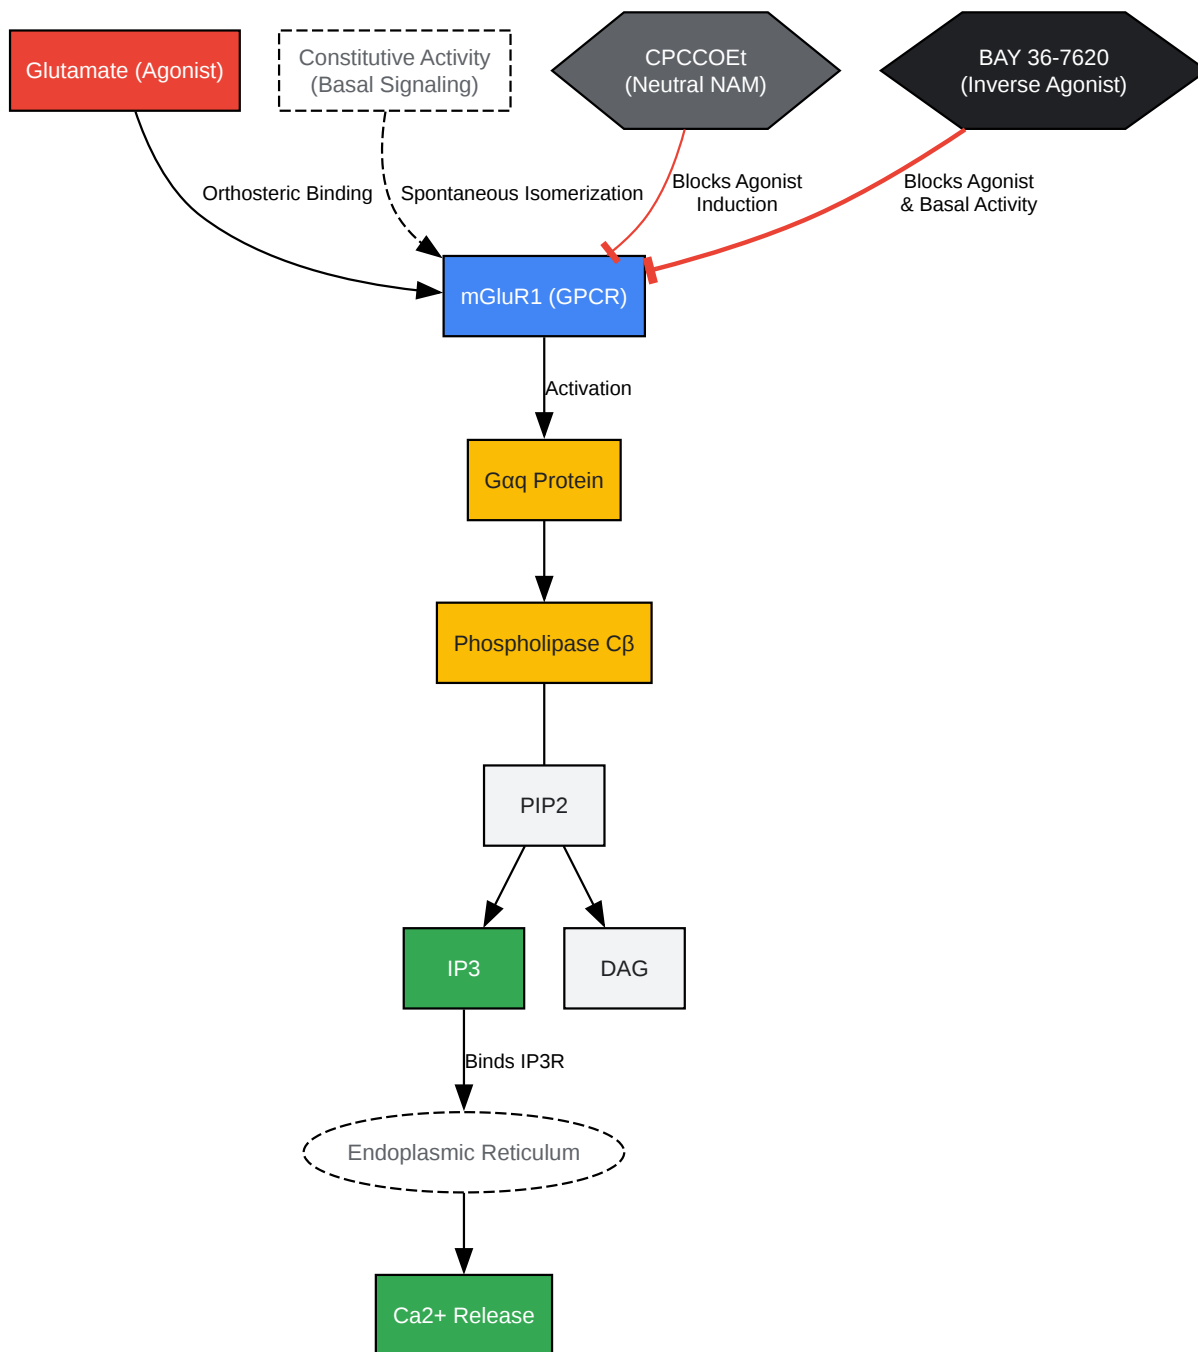 Glutamate (Agonist)
Constitutive Activity
(Basal Signaling)
CPCCOEt
(Neutral NAM)
BAY 36-7620
(Inverse Agonist)
Orthosteric Binding
Spontaneous Isomerization
Blocks Agonist
Induction
Blocks Agonist
& Basal Activity
mGluR1 (GPCR)
Activation
Gαq Protein
Phospholipase Cβ
PIP2
IP3
DAG
Binds IP3R
Endoplasmic Reticulum
Ca2+ Release